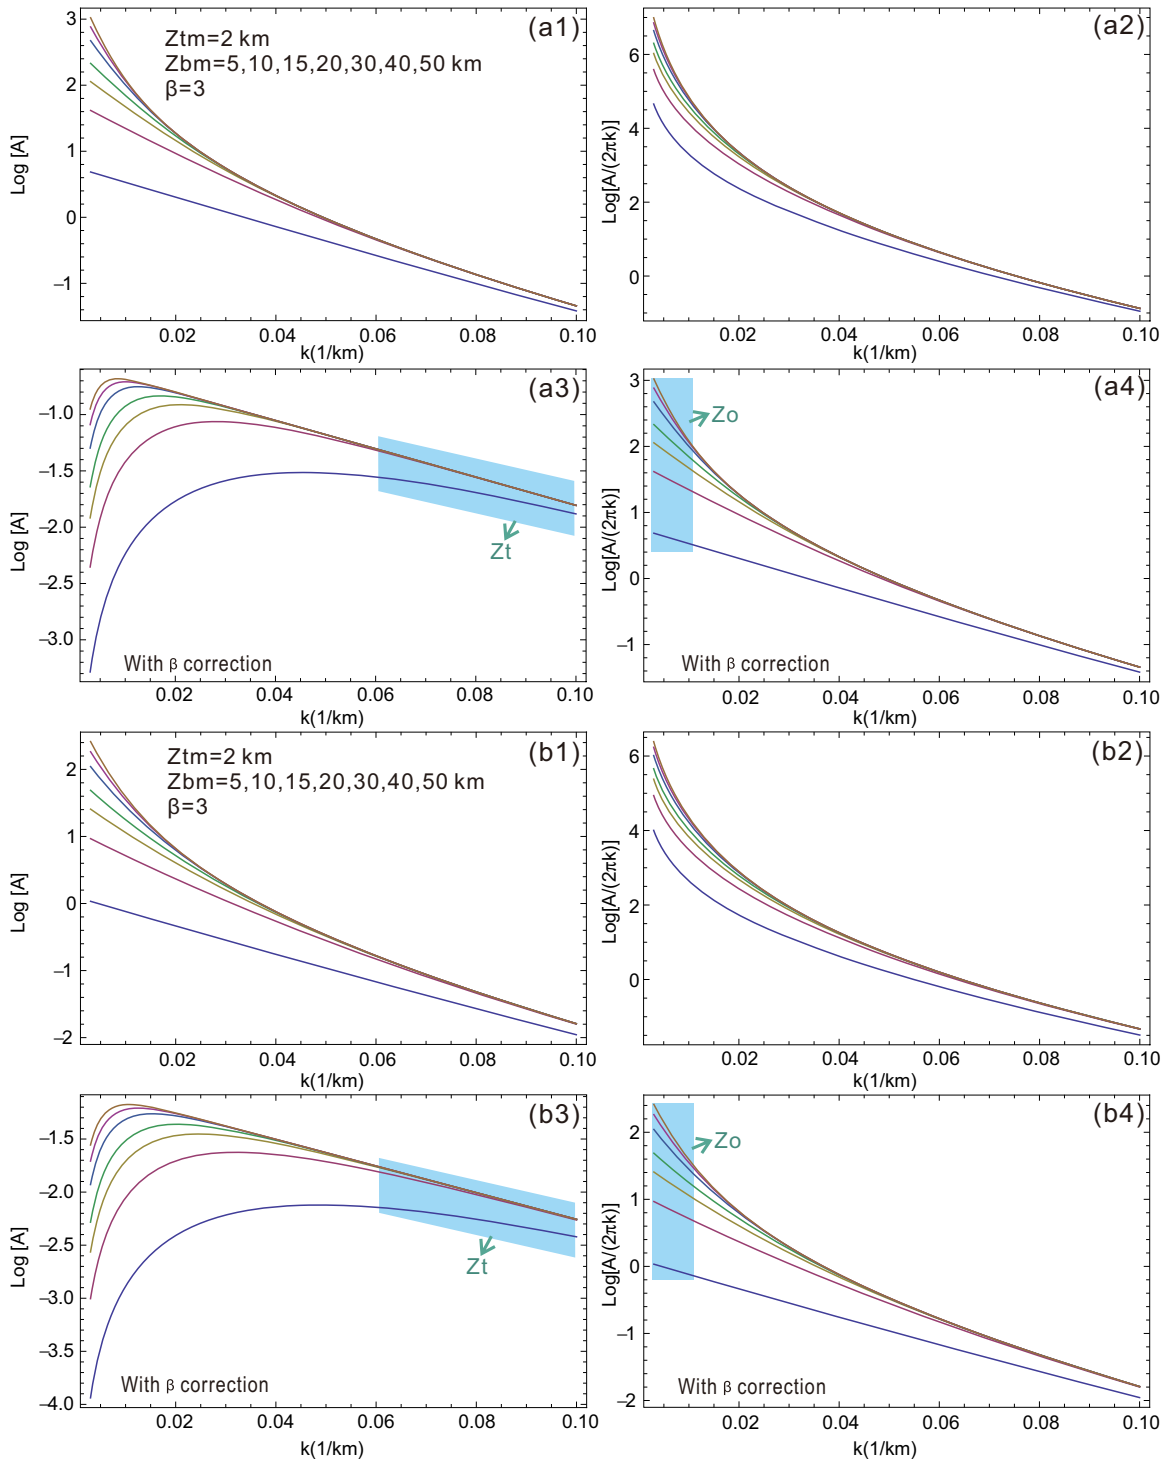 (a1)
Ztm=2 km
Zbm=5,10,15,20,30,40,50 km
β=3
Log [A]
3
2
1
0
–1
0.02
0.04
0.06
0.08
0.10
k(1/km)
(a2)
Log[A/(2πk)]
6
4
2
0
0.02
0.04
0.06
0.08
0.10
k(1/km)
(a3)
Log [A]
–1.0
–1.5
–2.0
–2.5
–3.0
Zt
With β correction
0.02
0.04
0.06
0.08
0.10
k(1/km)
(a4)
Log[A/(2πk)]
3
2
1
0
–1
Zo
With β correction
0.02
0.04
0.06
0.08
0.10
k(1/km)
(b1)
Ztm=2 km
Zbm=5,10,15,20,30,40,50 km
β=3
Log [A]
2
1
0
–1
–2
0.02
0.04
0.06
0.08
0.10
k(1/km)
(b2)
Log[A/(2πk)]
6
4
2
0
0.02
0.04
0.06
0.08
0.10
k(1/km)
(b3)
Log [A]
–1.5
–2.0
–2.5
–3.0
–3.5
–4.0
Zt
With β correction
0.02
0.04
0.06
0.08
0.10
k(1/km)
(b4)
Log[A/(2πk)]
2
1
0
–1
–2
Zo
With β correction
0.02
0.04
0.06
0.08
0.10
k(1/km)